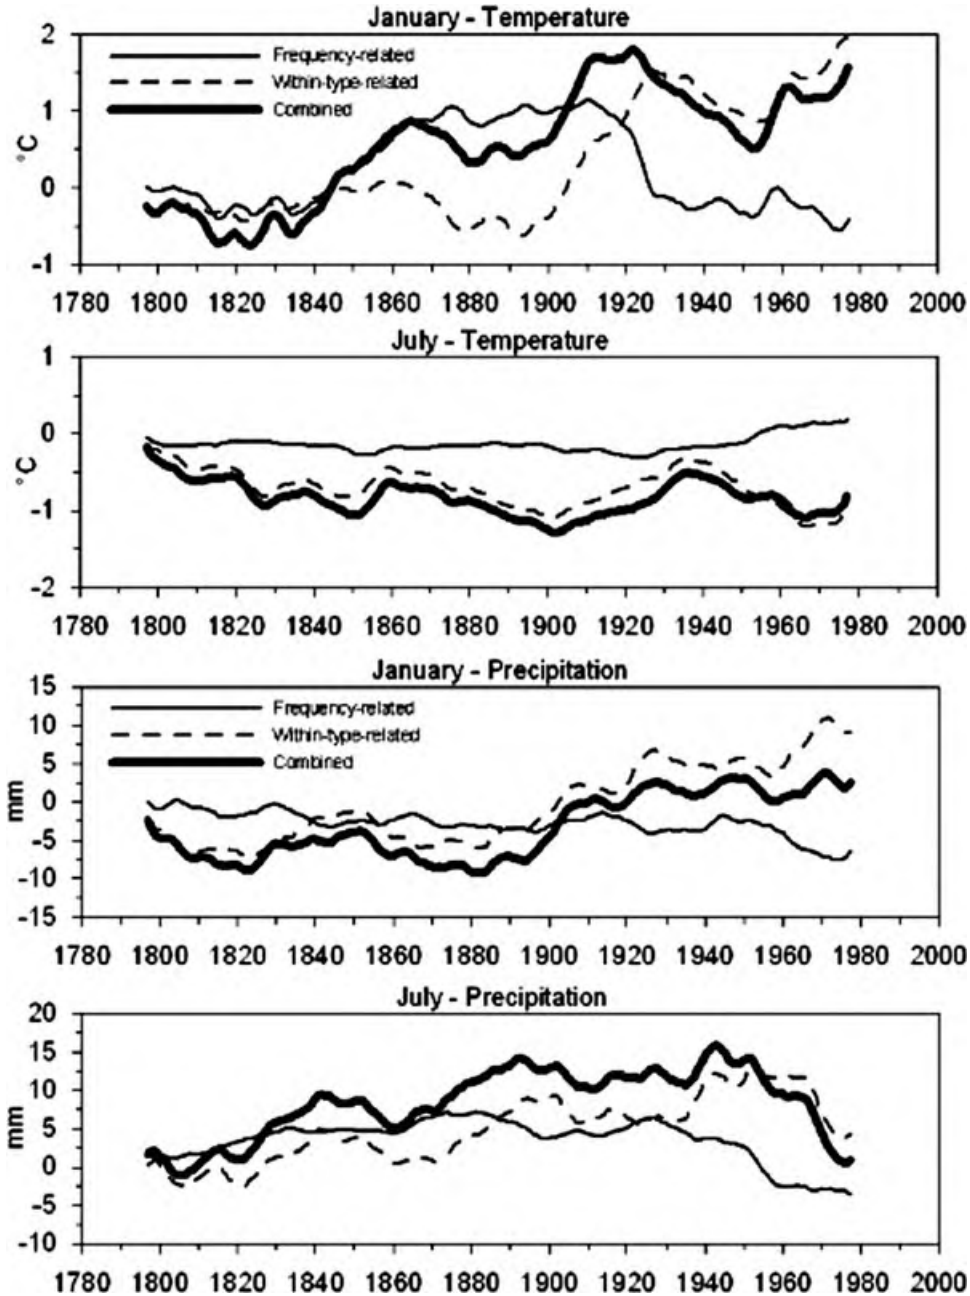 January - Temperature
2
1
0
-1
°C
Frequency-related
Within-type-related
Combined
1780 1800 1820 1840 1860 1880 1900 1920 1940 1960 1980 2000
July - Temperature
1
0
-1
-2
°C
1780 1800 1820 1840 1860 1880 1900 1920 1940 1960 1980 2000
January - Precipitation
15
10
5
0
-5
-10
-15
mm
Frequency-related
Within-type-related
Combined
1780 1800 1820 1840 1860 1880 1900 1920 1940 1960 1980 2000
July - Precipitation
20
15
10
5
0
-5
-10
mm
1780 1800 1820 1840 1860 1880 1900 1920 1940 1960 1980 2000